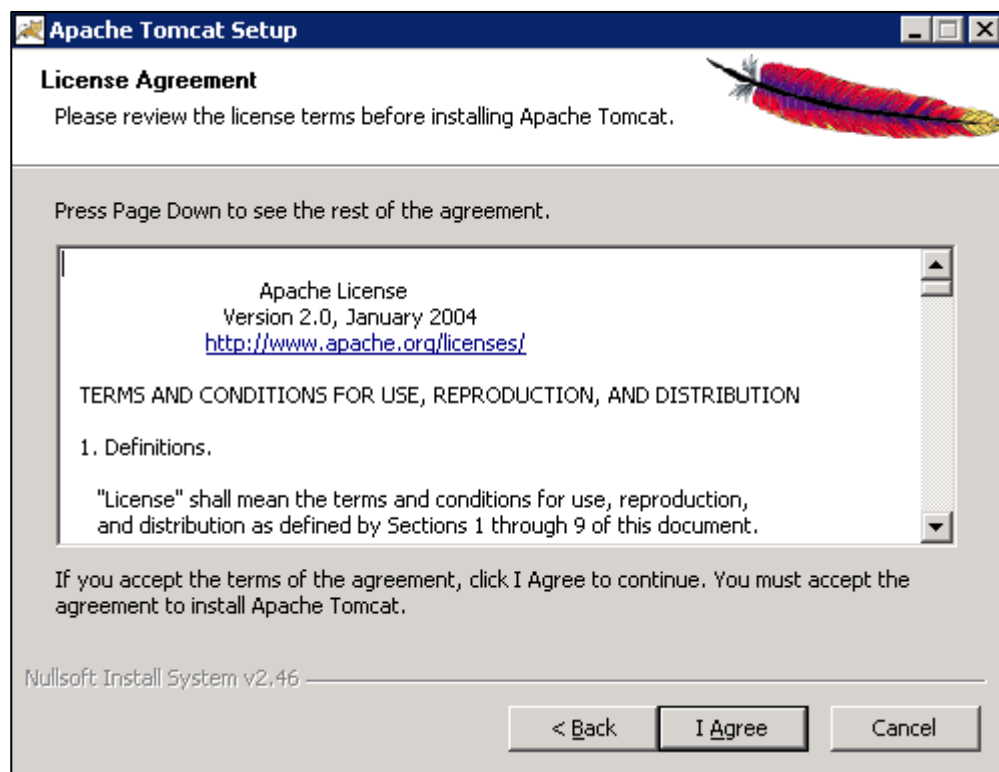 Apache Tomcat Setup
License Agreement
Please review the license terms before installing Apache Tomcat.
Press Page Down to see the rest of the agreement.
Apache License
Version 2.0, January 2004
http://www.apache.org/licenses/
TERMS AND CONDITIONS FOR USE, REPRODUCTION, AND DISTRIBUTION
1. Definitions.
"License" shall mean the terms and conditions for use, reproduction,
and distribution as defined by Sections 1 through 9 of this document.
If you accept the terms of the agreement, click I Agree to continue. You must accept the
agreement to install Apache Tomcat.
Nullsoft Install System v2.46
< Back I Agree Cancel